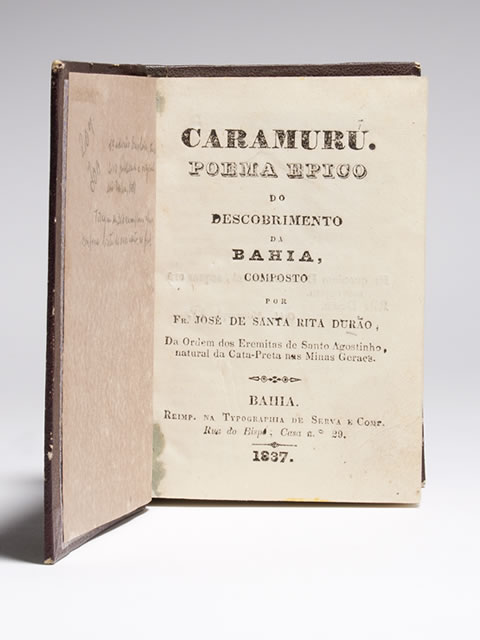 CARAMURÚ.
POEMA EPICO
DO
DESCOBRIMENTO
DA
BAHIA,
COMPOSTO
POR
FR. JOSÉ DE SANTA RITA DURÃO,
Da Ordem dos Eremitas de Santo Agostinho,
natural da Cata-Preta nas Minas Geraes.
BAHIA.
REIMP. NA TYPOGRAPHIA DE SERVA E COMP.
Rua do Bispo, Casa n.º 29.
1837.